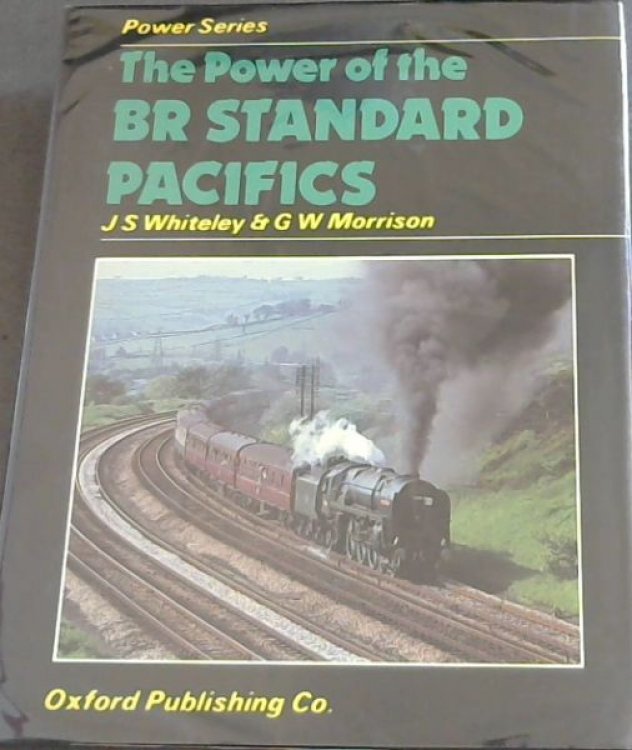 Power Series
The Power of the
BR STANDARD
PACIFICS
J S Whiteley & G W Morrison
Oxford Publishing Co.